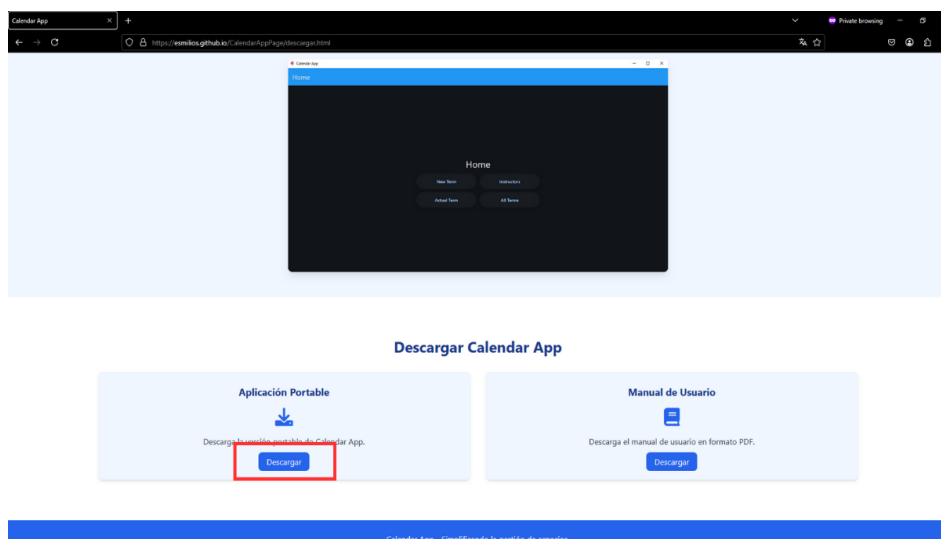 Calendar App
Private browsing
https://esmilios.github.io/CalendarAppPage/descargar.html
Calendar App
Home
Home
New Term
Instructors
Actual Term
All Terms
Descargar Calendar App
Aplicación Portable
Descarga la versión portable de Calendar App.
Descargar
Manual de Usuario
Descarga el manual de usuario en formato PDF.
Descargar
Calendar App - Simplificando la gestión de